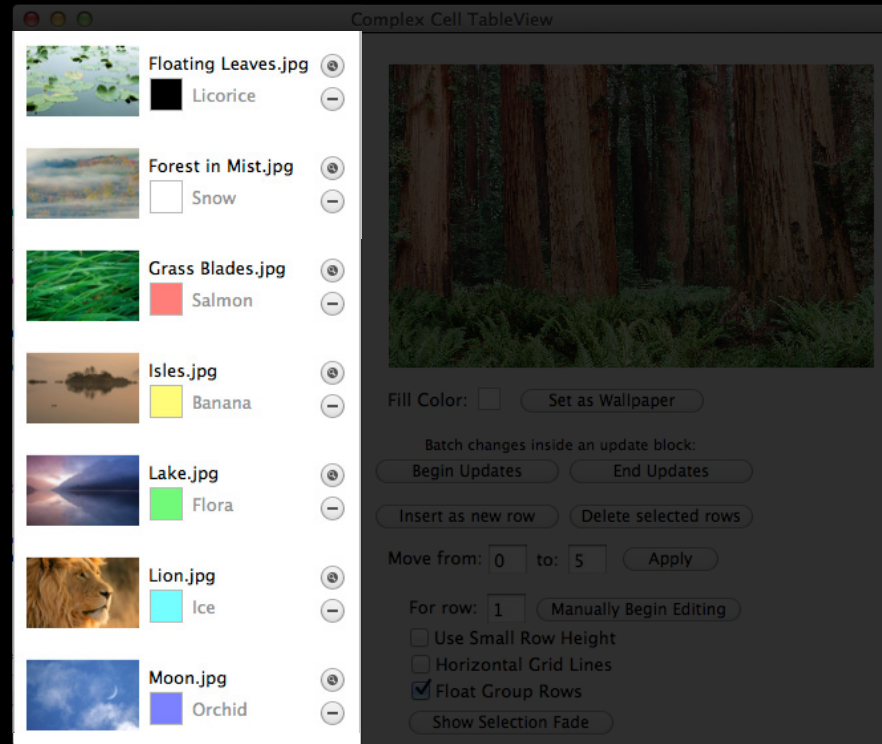 Complex Cell TableView
Floating Leaves.jpg
Licorice
Forest in Mist.jpg
Snow
Grass Blades.jpg
Salmon
Isles.jpg
Banana
Lake.jpg
Flora
Lion.jpg
Ice
Moon.jpg
Orchid
Fill Color: Set as Wallpaper
Batch changes inside an update block:
Begin Updates End Updates
Insert as new row Delete selected rows
Move from: 0 to: 5 Apply
For row: 1 Manually Begin Editing
Use Small Row Height
Horizontal Grid Lines
Float Group Rows
Show Selection Fade